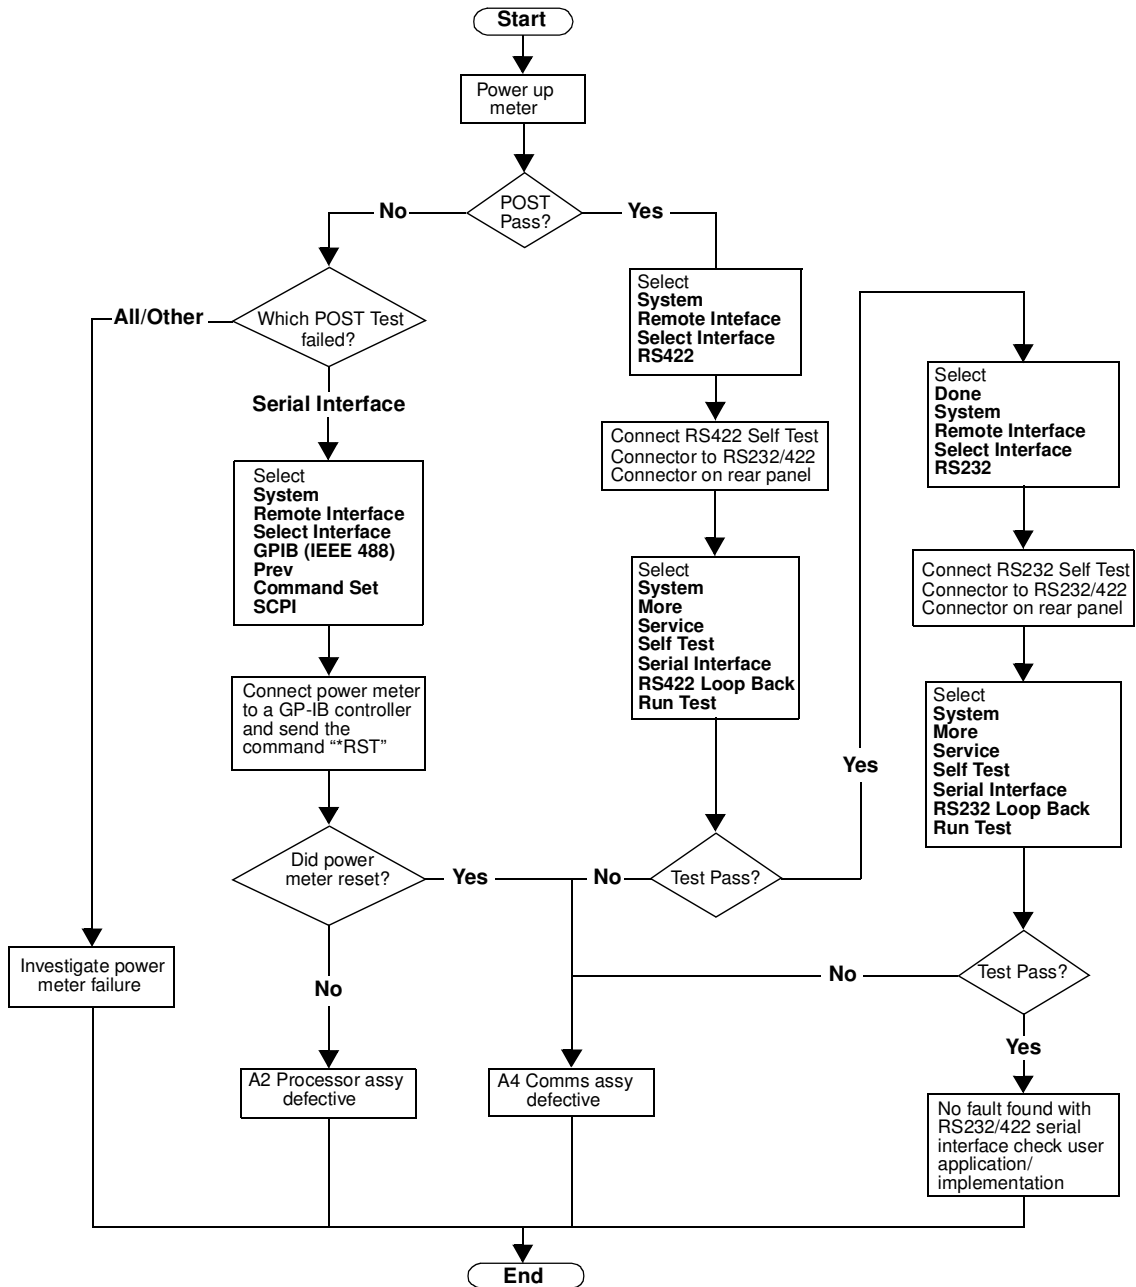 Start
Power up
meter
POST
Pass?
No
Yes
Which POST Test
failed?
All/Other
Serial Interface
Select
System
Remote Interface
Select Interface
GPIB (IEEE 488)
Prev
Command Set
SCPI
Connect power meter
to a GP-IB controller
and send the
command “*RST”
Did power
meter reset?
Yes
No
Investigate power
meter failure
A2 Processor assy
defective
A4 Comms assy
defective
Select
System
Remote Inteface
Select Interface
RS422
Connect RS422 Self Test
Connector to RS232/422
Connector on rear panel
Select
System
More
Service
Self Test
Serial Interface
RS422 Loop Back
Run Test
Test Pass?
No
Yes
Select
Done
System
Remote Interface
Select Interface
RS232
Connect RS232 Self Test
Connector to RS232/422
Connector on rear panel
Select
System
More
Service
Self Test
Serial Interface
RS232 Loop Back
Run Test
Test Pass?
No
Yes
No fault found with
RS232/422 serial
interface check user
application/
implementation
End